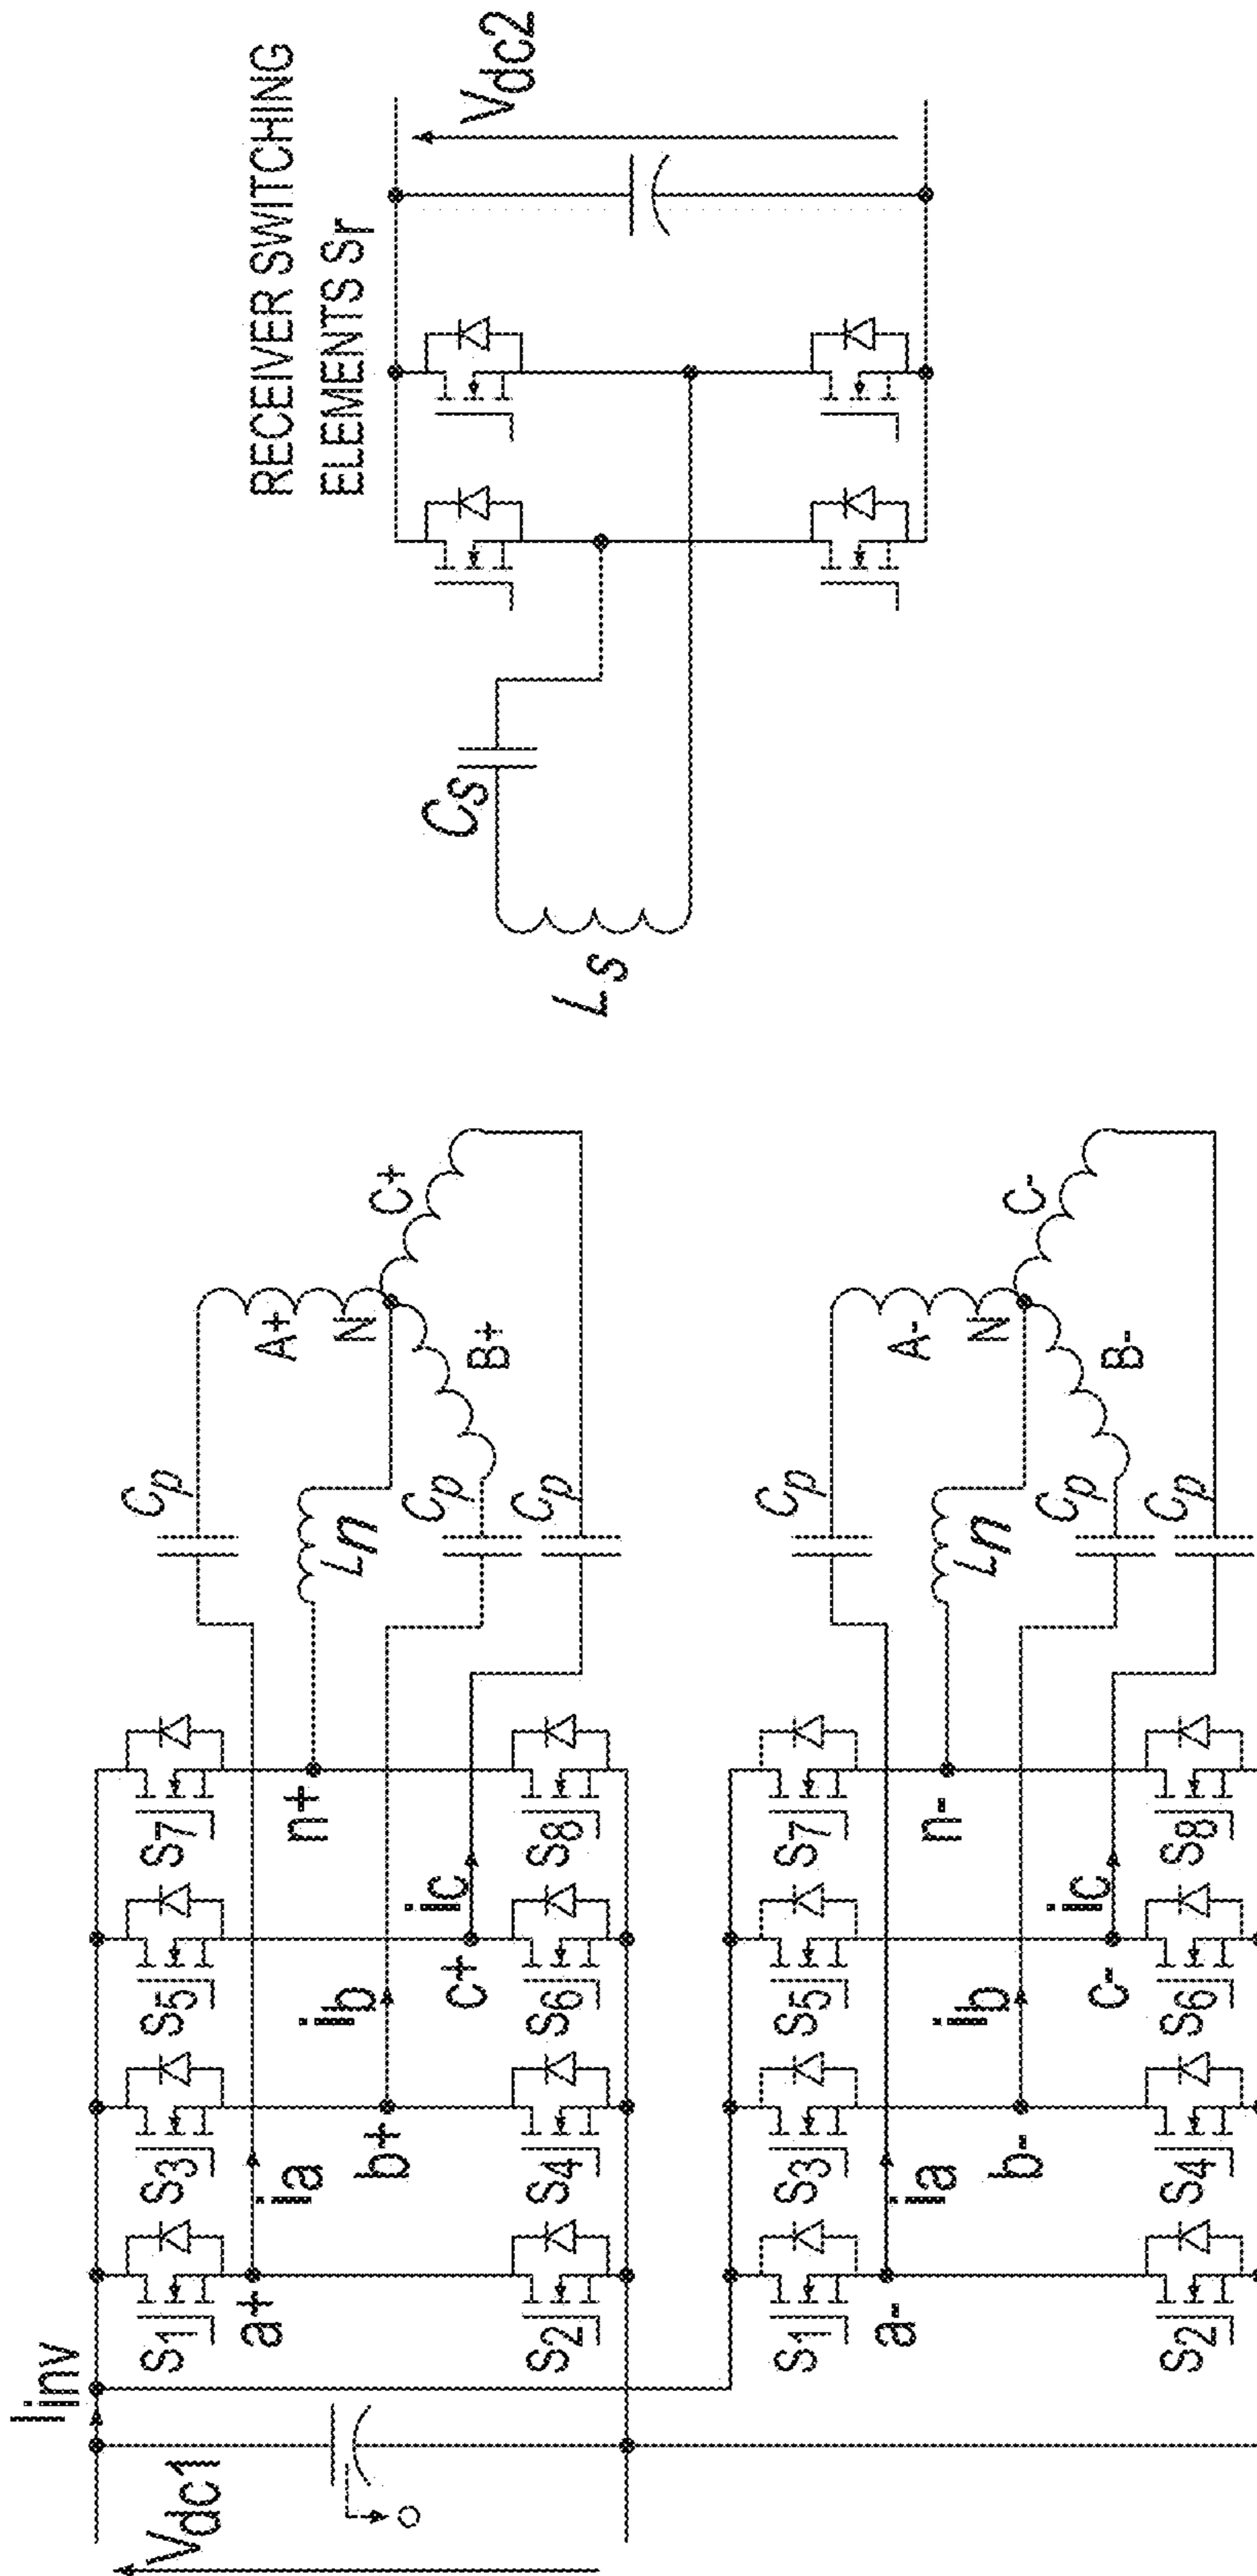 RECEIVER SWITCHING
ELEMENTS Sr
Vdc2
Cs
Ls
Iinv
Vdc1
S1
S3
S5
S7
a+
ia
b+
ib
c+
ic
n+
S2
S4
S6
S8
Cp
Ln
Cp
Cp
A+
N
B+
C+
S1
S3
S5
S7
a-
ia
b-
ib
c-
ic
n-
S2
S4
S6
S8
Cp
Ln
Cp
Cp
A-
N
B-
C-